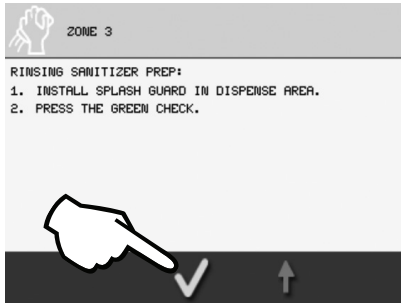 ZONE 3
RINSING SANITIZER PREP:
1. INSTALL SPLASH GUARD IN DISPENSE AREA.
2. PRESS THE GREEN CHECK.